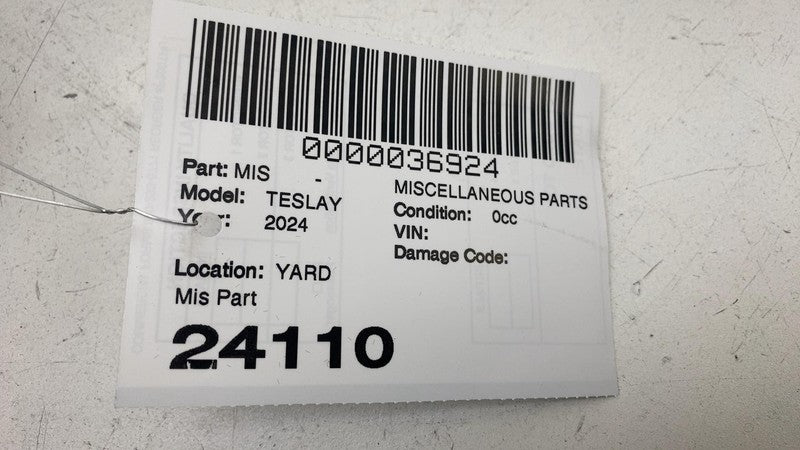 0000036924
Part: MIS -
MISCELLANEOUS PARTS
Model: TESLAY
Condition: 0cc
Year: 2024
VIN:
Damage Code:
Location: YARD
Mis Part
24110